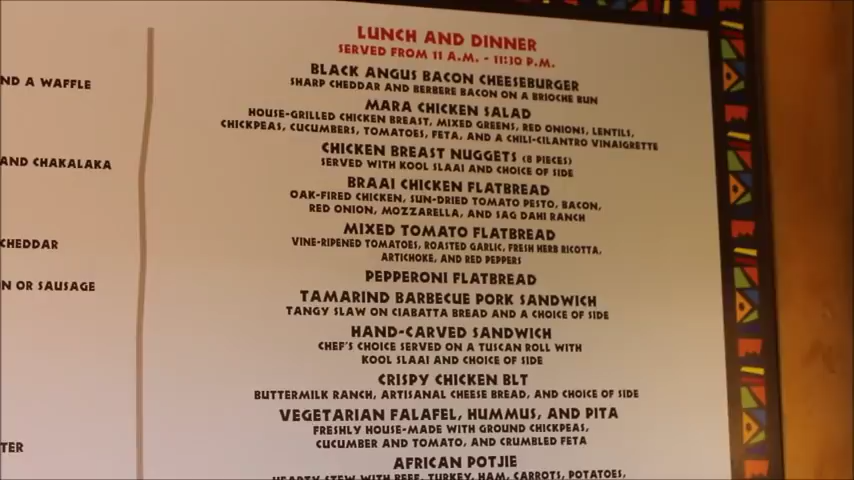 ND A WAFFLE
AND CHAKALAKA
CHEDDAR
N OR SAUSAGE
TER
LUNCH AND DINNER
SERVED FROM 11 A.M. - 11:30 P.M.
BLACK ANGUS BACON CHEESEBURGER
SHARP CHEDDAR AND BERBERE BACON ON A BRIOCHE BUN
MARA CHICKEN SALAD
HOUSE-GRILLED CHICKEN BREAST, MIXED GREENS, RED ONIONS, LENTILS,
CHICKPEAS, CUCUMBERS, TOMATOES, FETA, AND A CHILI-CILANTRO VINAIGRETTE
CHICKEN BREAST NUGGETS (8 PIECES)
SERVED WITH KOOL SLAAI AND CHOICE OF SIDE
BRAAI CHICKEN FLATBREAD
OAK-FIRED CHICKEN, SUN-DRIED TOMATO PESTO, BACON,
RED ONION, MOZZARELLA, AND SAG DAHI RANCH
MIXED TOMATO FLATBREAD
VINE-RIPENED TOMATOES, ROASTED GARLIC, FRESH HERB RICOTTA,
ARTICHOKE, AND RED PEPPERS
PEPPERONI FLATBREAD
TAMARIND BARBECUE PORK SANDWICH
TANGY SLAW ON CIABATTA BREAD AND A CHOICE OF SIDE
HAND-CARVED SANDWICH
CHEF'S CHOICE SERVED ON A TUSCAN ROLL WITH
KOOL SLAAI AND CHOICE OF SIDE
CRISPY CHICKEN BLT
BUTTERMILK RANCH, ARTISANAL CHEESE BREAD, AND CHOICE OF SIDE
VEGETARIAN FALAFEL, HUMMUS, AND PITA
FRESHLY HOUSE-MADE WITH GROUND CHICKPEAS,
CUCUMBER AND TOMATO, AND CRUMBLED FETA
AFRICAN POTJIE
HEARTY STEW WITH BEEF, TURKEY, HAM, CARROTS, POTATOES,